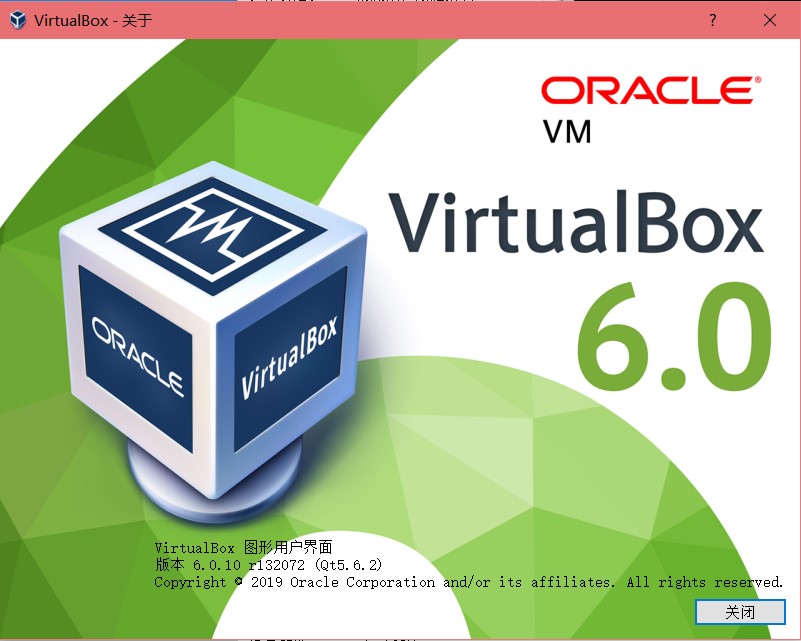 VirtualBox - 关于
ORACLE®
VM
VirtualBox
6.0
ORACLE
VirtualBox
VirtualBox 图形用户界面
版本 6.0.10 r132072 (Qt5.6.2)
Copyright © 2019 Oracle Corporation and/or its affiliates. All rights reserved.
关闭